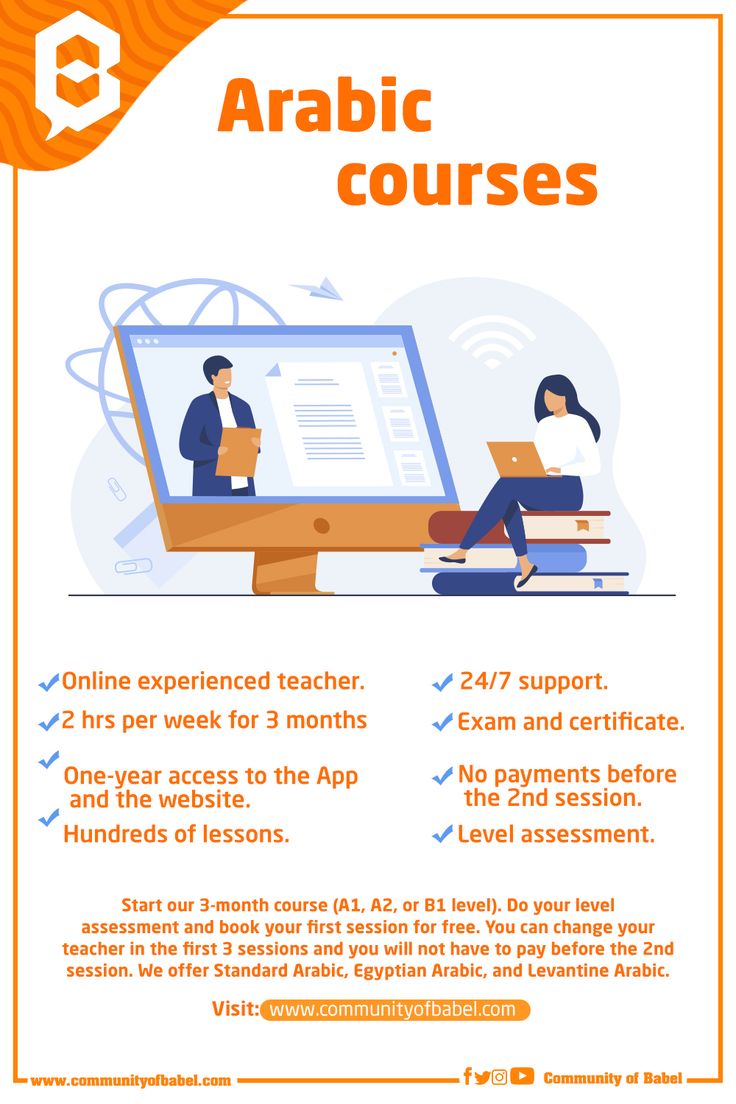 Arabic
courses
Online experienced teacher.
2 hrs per week for 3 months
One-year access to the App
and the website.
Hundreds of lessons.
24/7 support.
Exam and certificate.
No payments before
the 2nd session.
Level assessment.
Start our 3-month course (A1, A2, or B1 level). Do your level
assessment and book your first session for free. You can change your
teacher in the first 3 sessions and you will not have to pay before the 2nd
session. We offer Standard Arabic, Egyptian Arabic, and Levantine Arabic.
Visit: www.communityofbabel.com
www.communityofbabel.com
Community of Babel